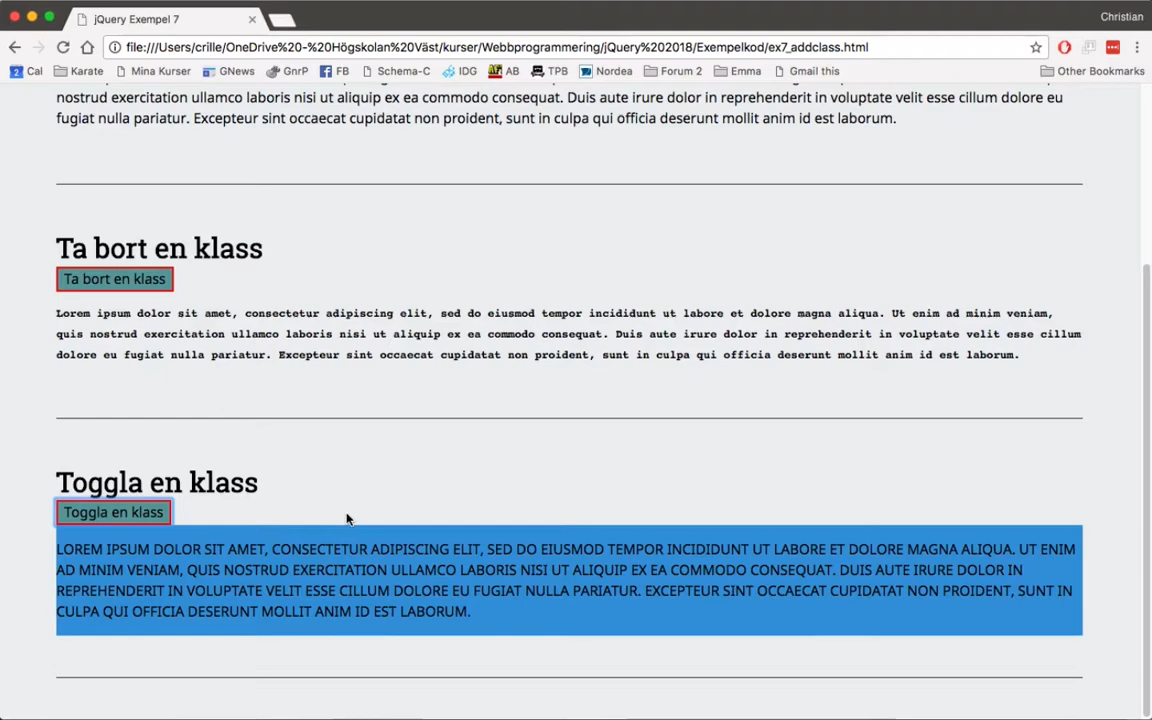 jQuery Exempel 7
Christian
file:///Users/crille/OneDrive%20-%20Högskolan%20Väst/kurser/Webbprogrammering/jQuery%202018/Exempelkod/ex7_addclass.html
2 Cal Karate Mina Kurser GNews GnrP FB Schema-C IDG AB TPB Nordea Forum 2 Emma Gmail this Other Bookmarks
nostrud exercitation ullamco laboris nisi ut aliquip ex ea commodo consequat. Duis aute irure dolor in reprehenderit in voluptate velit esse cillum dolore eu
fugiat nulla pariatur. Excepteur sint occaecat cupidatat non proident, sunt in culpa qui officia deserunt mollit anim id est laborum.
Ta bort en klass
Ta bort en klass
Lorem ipsum dolor sit amet, consectetur adipiscing elit, sed do eiusmod tempor incididunt ut labore et dolore magna aliqua. Ut enim ad minim veniam,
quis nostrud exercitation ullamco laboris nisi ut aliquip ex ea commodo consequat. Duis aute irure dolor in reprehenderit in voluptate velit esse cillum
dolore eu fugiat nulla pariatur. Excepteur sint occaecat cupidatat non proident, sunt in culpa qui officia deserunt mollit anim id est laborum.
Toggla en klass
Toggla en klass
LOREM IPSUM DOLOR SIT AMET, CONSECTETUR ADIPISCING ELIT, SED DO EIUSMOD TEMPOR INCIDIDUNT UT LABORE ET DOLORE MAGNA ALIQUA. UT ENIM
AD MINIM VENIAM, QUIS NOSTRUD EXERCITATION ULLAMCO LABORIS NISI UT ALIQUIP EX EA COMMODO CONSEQUAT. DUIS AUTE IRURE DOLOR IN
REPREHENDERIT IN VOLUPTATE VELIT ESSE CILLUM DOLORE EU FUGIAT NULLA PARIATUR. EXCEPTEUR SINT OCCAECAT CUPIDATAT NON PROIDENT, SUNT IN
CULPA QUI OFFICIA DESERUNT MOLLIT ANIM ID EST LABORUM.